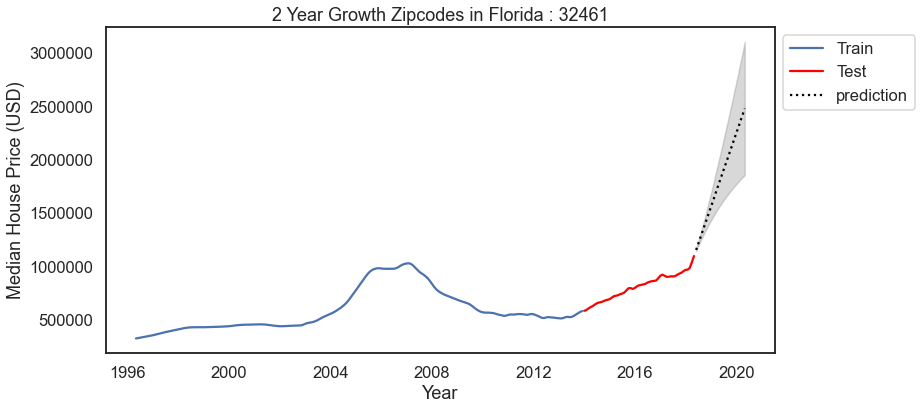 2 Year Growth Zipcodes in Florida : 32461
Train
Test
prediction
Median House Price (USD)
3000000
2500000
2000000
1500000
1000000
500000
1996 2000 2004 2008 2012 2016 2020
Year